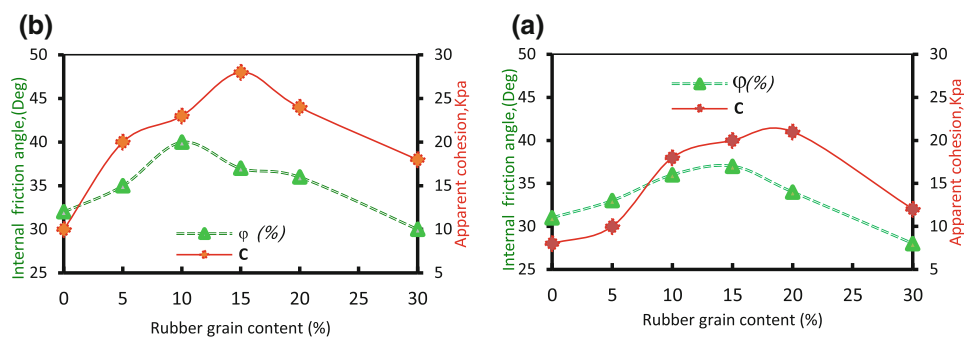 (b)
Internal friction angle,(Deg)
50
45
40
35
30
25
φ (%)
C
30
25
20
15
10
5
Apparent cohesion,Kpa
0 5 10 15 20 30
Rubber grain content (%)
(a)
Internal friction angle,(Deg)
50
45
40
35
30
25
φ(%)
C
30
25
20
15
10
5
Apparent cohesion,Kpa
0 5 10 15 20 30
Rubber grain content (%)